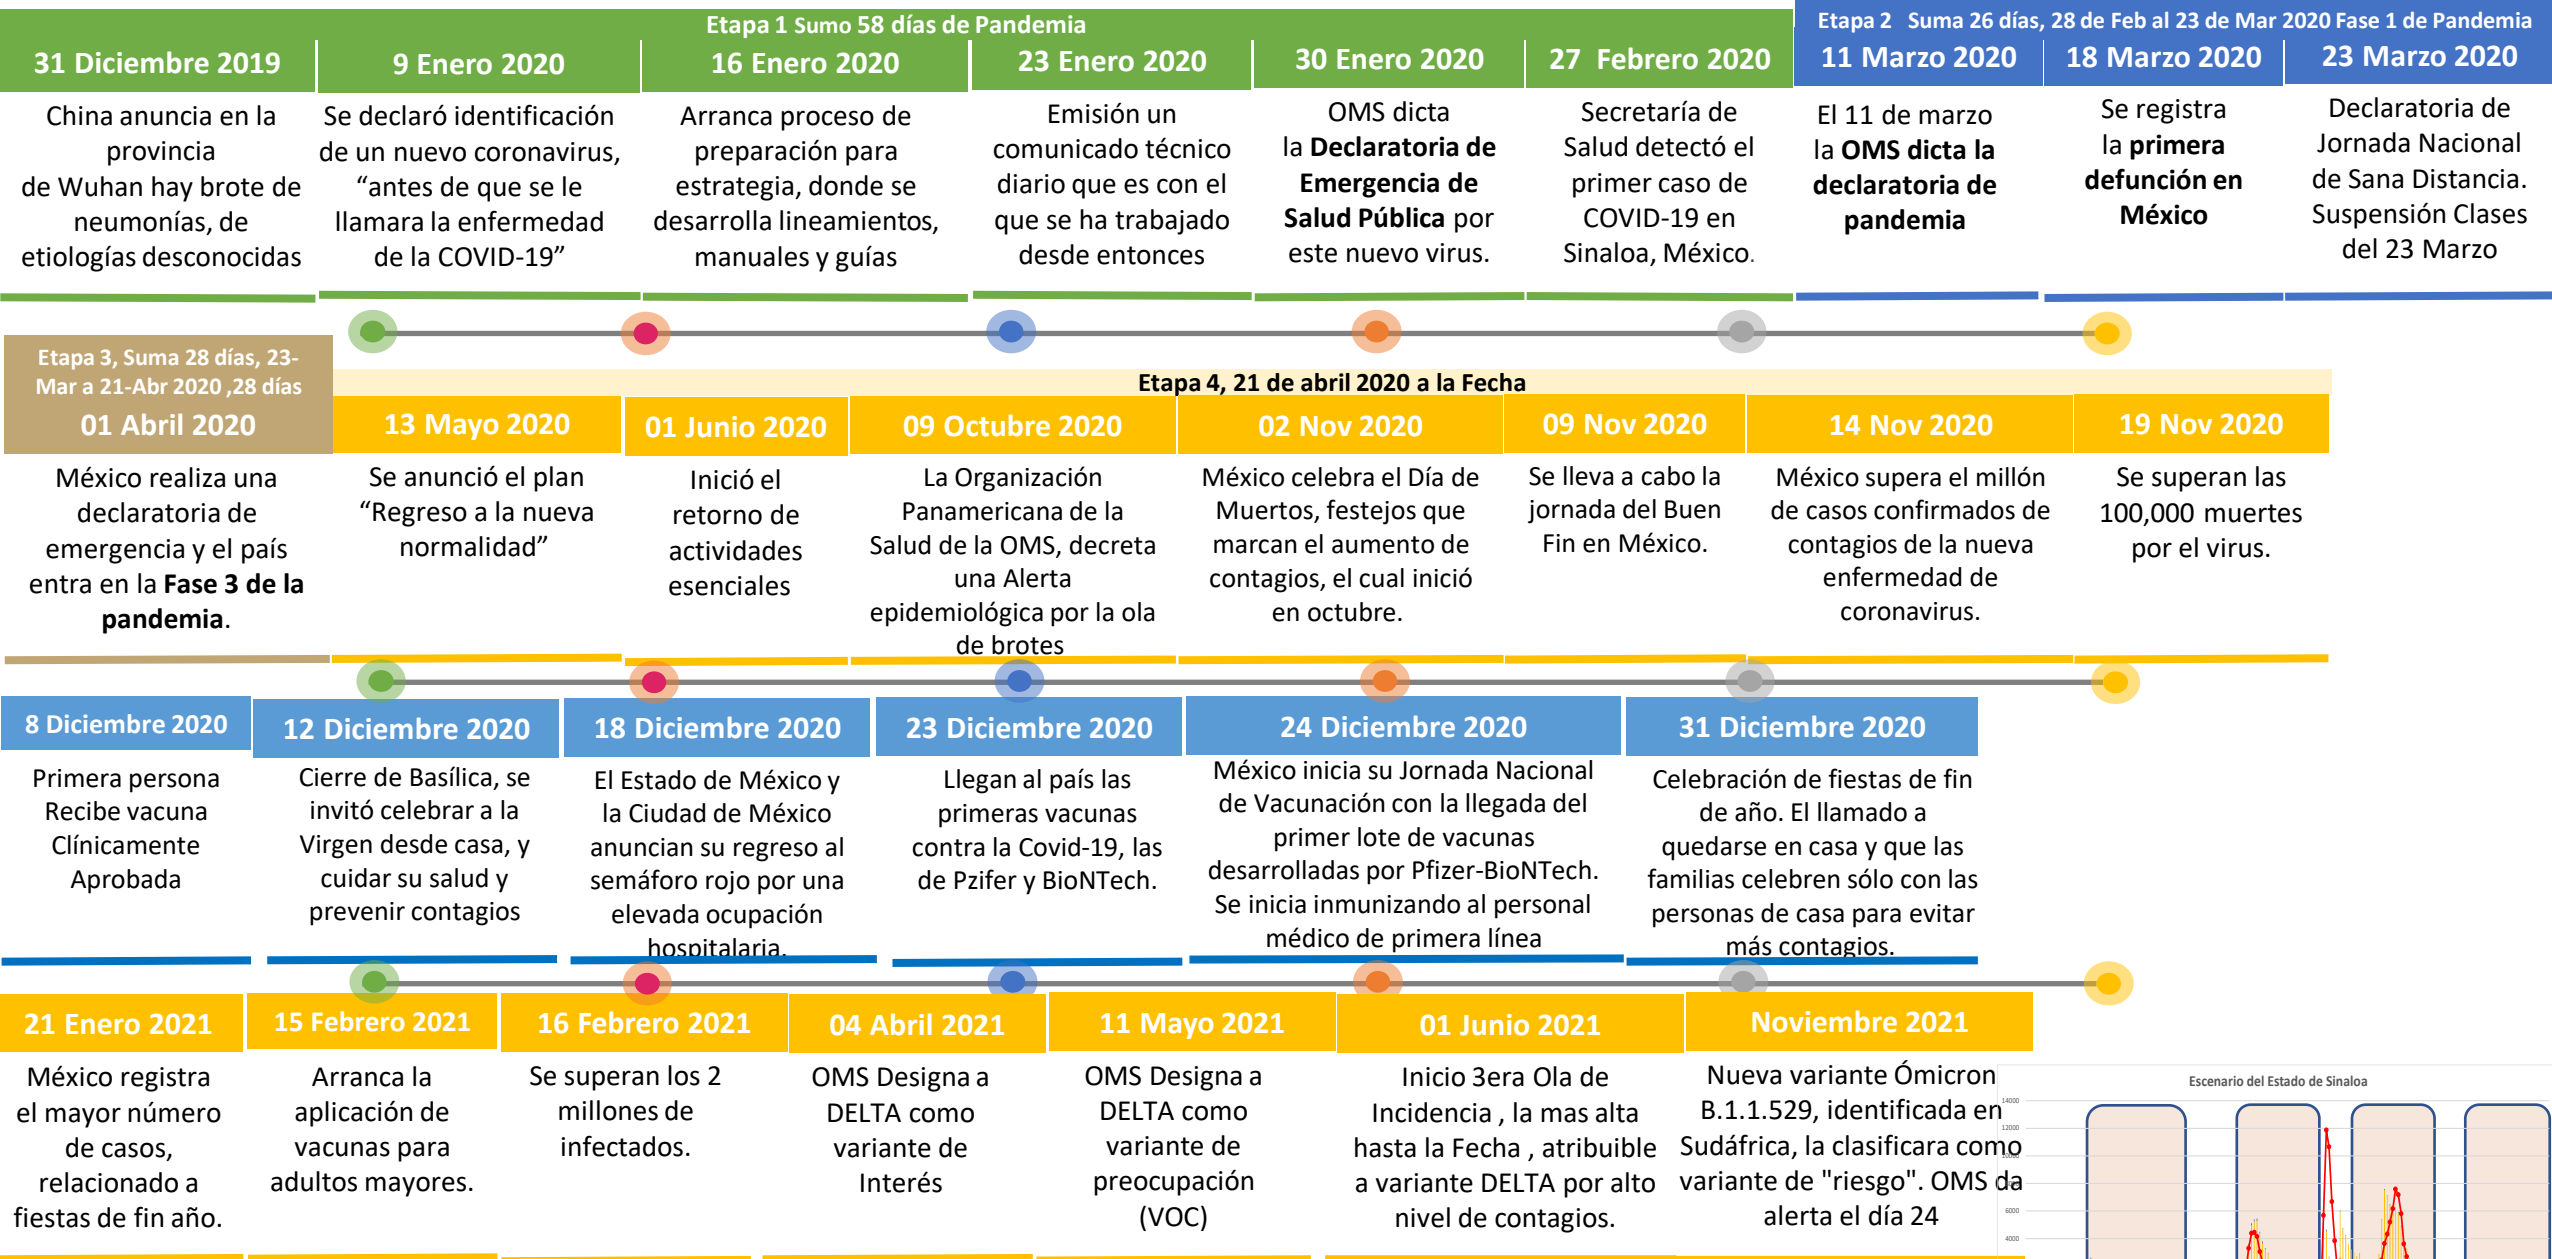 Etapa 1 Sumo 58 días de Pandemia
Etapa 2 Suma 26 días, 28 de Feb al 23 de Mar 2020 Fase 1 de Pandemia
31 Diciembre 2019
China anuncia en la
provincia
de Wuhan hay brote de
neumonías, de
etiologías desconocidas
9 Enero 2020
Se declaró identificación
de un nuevo coronavirus,
“antes de que se le
llamara la enfermedad
de la COVID-19”
16 Enero 2020
Arranca proceso de
preparación para
estrategia, donde se
desarrolla lineamientos,
manuales y guías
23 Enero 2020
Emisión un
comunicado técnico
diario que es con el
que se ha trabajado
desde entonces
30 Enero 2020
OMS dicta
la Declaratoria de
Emergencia de
Salud Pública por
este nuevo virus.
27 Febrero 2020
Secretaría de
Salud detectó el
primer caso de
COVID-19 en
Sinaloa, México.
11 Marzo 2020
El 11 de marzo
la OMS dicta la
declaratoria de
pandemia
18 Marzo 2020
Se registra
la primera
defunción en
México
23 Marzo 2020
Declaratoria de
Jornada Nacional
de Sana Distancia.
Suspensión Clases
del 23 Marzo
Etapa 3, Suma 28 días, 23-
Mar a 21-Abr 2020 ,28 días
01 Abril 2020
México realiza una
declaratoria de
emergencia y el país
entra en la Fase 3 de la
pandemia.
Etapa 4, 21 de abril 2020 a la Fecha
13 Mayo 2020
Se anunció el plan
“Regreso a la nueva
normalidad”
01 Junio 2020
Inició el
retorno de
actividades
esenciales
09 Octubre 2020
La Organización
Panamericana de la
Salud de la OMS, decreta
una Alerta
epidemiológica por la ola
de brotes
02 Nov 2020
México celebra el Día de
Muertos, festejos que
marcan el aumento de
contagios, el cual inició
en octubre.
09 Nov 2020
Se lleva a cabo la
jornada del Buen
Fin en México.
14 Nov 2020
México supera el millón
de casos confirmados de
contagios de la nueva
enfermedad de
coronavirus.
19 Nov 2020
Se superan las
100,000 muertes
por el virus.
8 Diciembre 2020
Primera persona
Recibe vacuna
Clínicamente
Aprobada
12 Diciembre 2020
Cierre de Basílica, se
invitó celebrar a la
Virgen desde casa, y
cuidar su salud y
prevenir contagios
18 Diciembre 2020
El Estado de México y
la Ciudad de México
anuncian su regreso al
semáforo rojo por una
elevada ocupación
hospitalaria.
23 Diciembre 2020
Llegan al país las
primeras vacunas
contra la Covid-19, las
de Pzifer y BioNTech.
24 Diciembre 2020
México inicia su Jornada Nacional
de Vacunación con la llegada del
primer lote de vacunas
desarrolladas por Pfizer-BioNTech.
Se inicia inmunizando al personal
médico de primera línea
31 Diciembre 2020
Celebración de fiestas de fin
de año. El llamado a
quedarse en casa y que las
familias celebren sólo con las
personas de casa para evitar
más contagios.
21 Enero 2021
México registra
el mayor número
de casos,
relacionado a
fiestas de fin año.
15 Febrero 2021
Arranca la
aplicación de
vacunas para
adultos mayores.
16 Febrero 2021
Se superan los 2
millones de
infectados.
04 Abril 2021
OMS Designa a
DELTA como
variante de
Interés
11 Mayo 2021
OMS Designa a
DELTA como
variante de
preocupación
(VOC)
01 Junio 2021
Inicio 3era Ola de
Incidencia , la mas alta
hasta la Fecha , atribuible
a variante DELTA por alto
nivel de contagios.
Noviembre 2021
Nueva variante Ómicron
B.1.1.529, identificada en
Sudáfrica, la clasificara como
variante de "riesgo". OMS da
alerta el día 24
Escenario del Estado de Sinaloa
14000
12000
10000
6000
4000